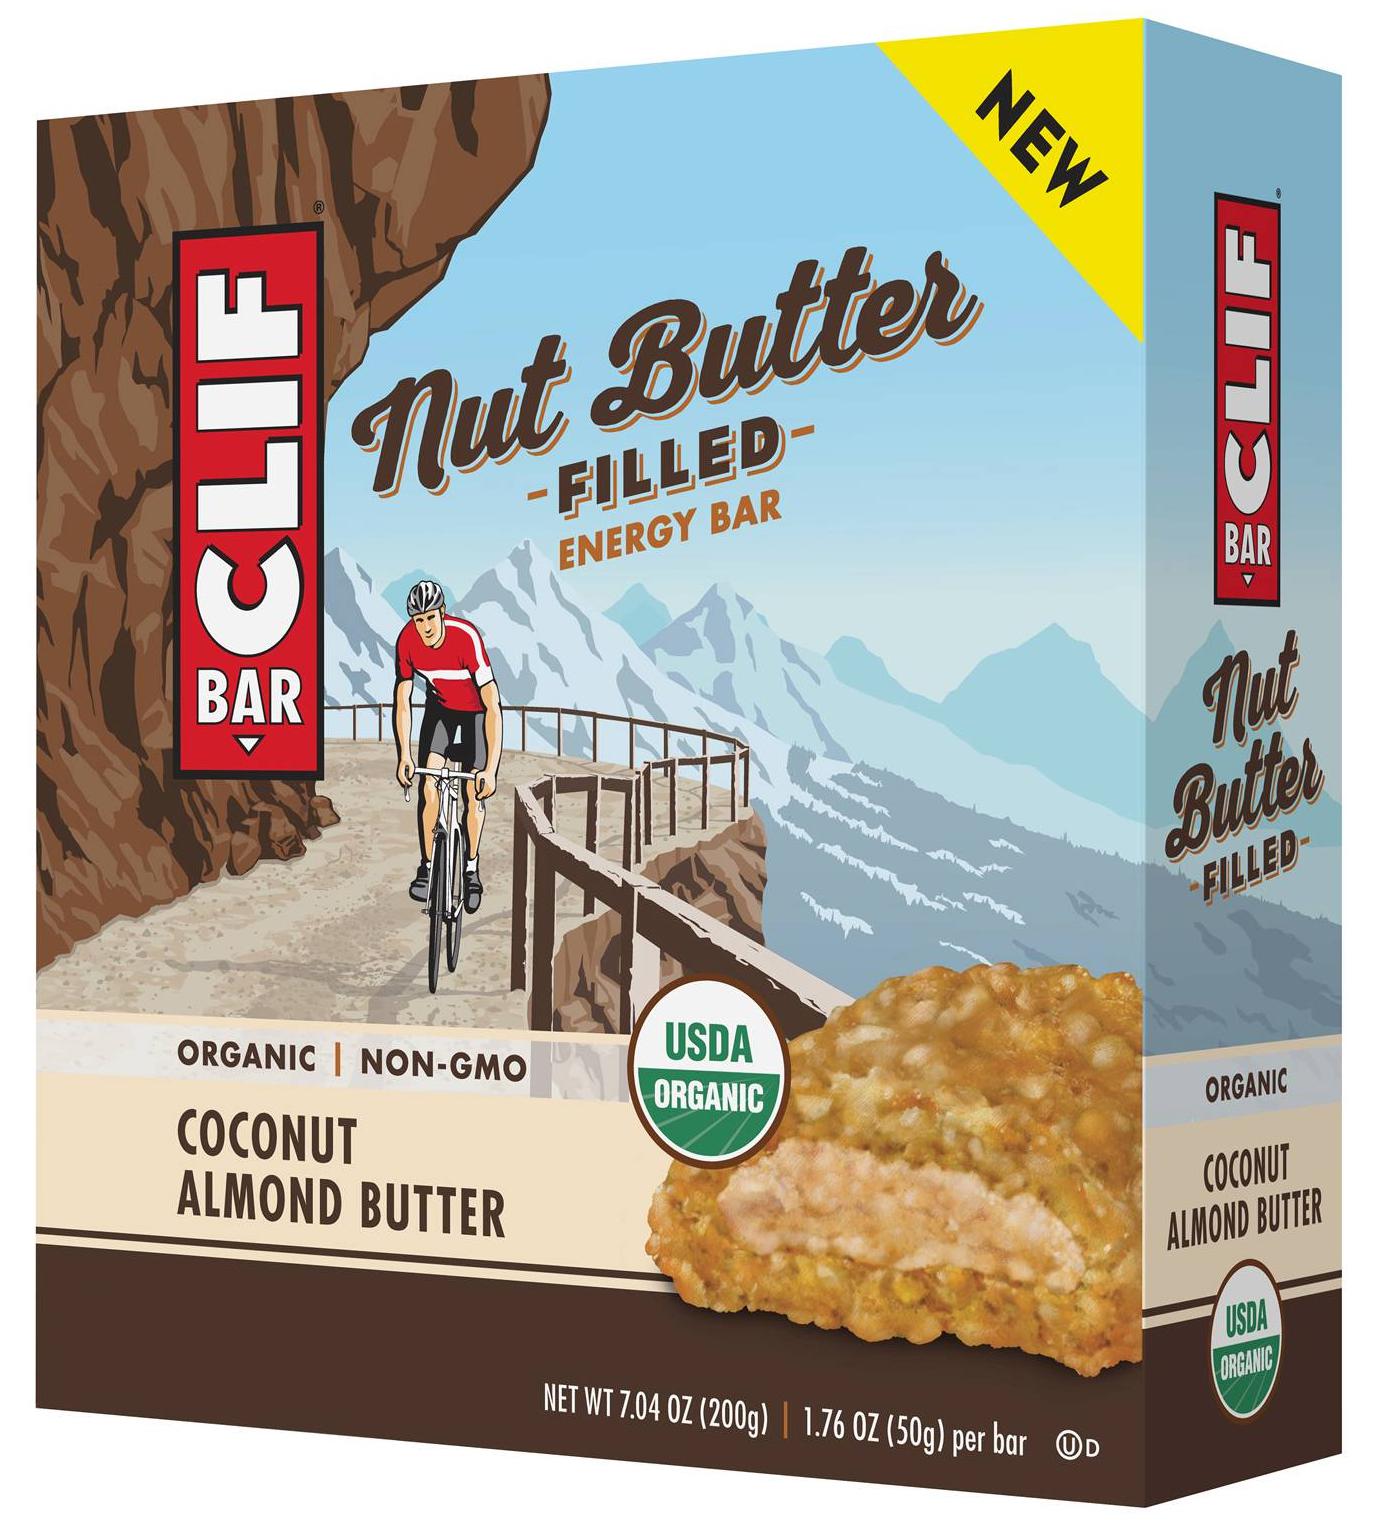 NEW
CLIF
BAR
®
Nut Butter
-FILLED-
ENERGY BAR
ORGANIC | NON-GMO
COCONUT
ALMOND BUTTER
USDA
ORGANIC
NET WT 7.04 OZ (200g) | 1.76 OZ (50g) per bar U D
CLIF
BAR
®
Nut
Butter
-FILLED-
ORGANIC
COCONUT
ALMOND BUTTER
USDA
ORGANIC